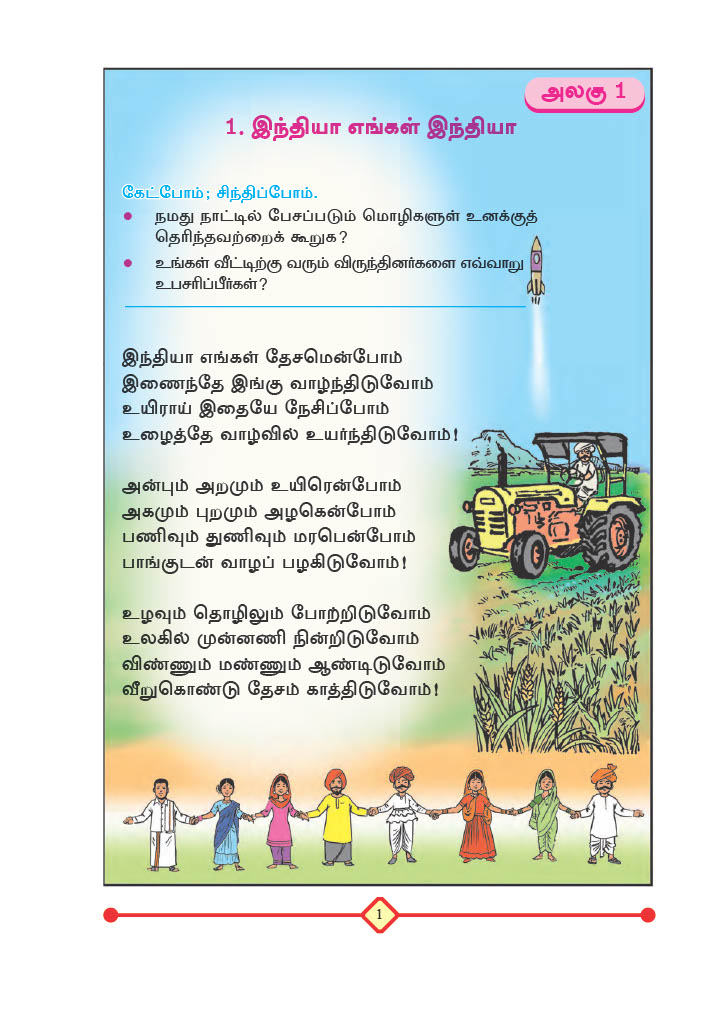 அலகு 1
1. இந்தியா எங்கள் இந்தியா
கேட்போம்; சிந்திப்போம்.
• நமது நாட்டில் பேசப்படும் மொழிகளுள் உனக்குத்
தெரிந்தவற்றைக் கூறுக?
• உங்கள் வீட்டிற்கு வரும் விருந்தினர்களை எவ்வாறு
உபசரிப்பீர்கள்?
இந்தியா எங்கள் தேசமென்போம்
இணைந்தே இங்கு வாழ்ந்திடுவோம்
உயிராய் இதையே நேசிப்போம்
உழைத்தே வாழ்வில் உயர்ந்திடுவோம்!
அன்பும் அறமும் உயிரென்போம்
அகமும் புறமும் அழகென்போம்
பணிவும் துணிவும் மரபென்போம்
பாங்குடன் வாழப் பழகிடுவோம்!
உழவும் தொழிலும் போற்றிடுவோம்
உலகில் முன்னணி நின்றிடுவோம்
விண்ணும் மண்ணும் ஆண்டிடுவோம்
வீறுகொண்டு தேசம் காத்திடுவோம்!
1